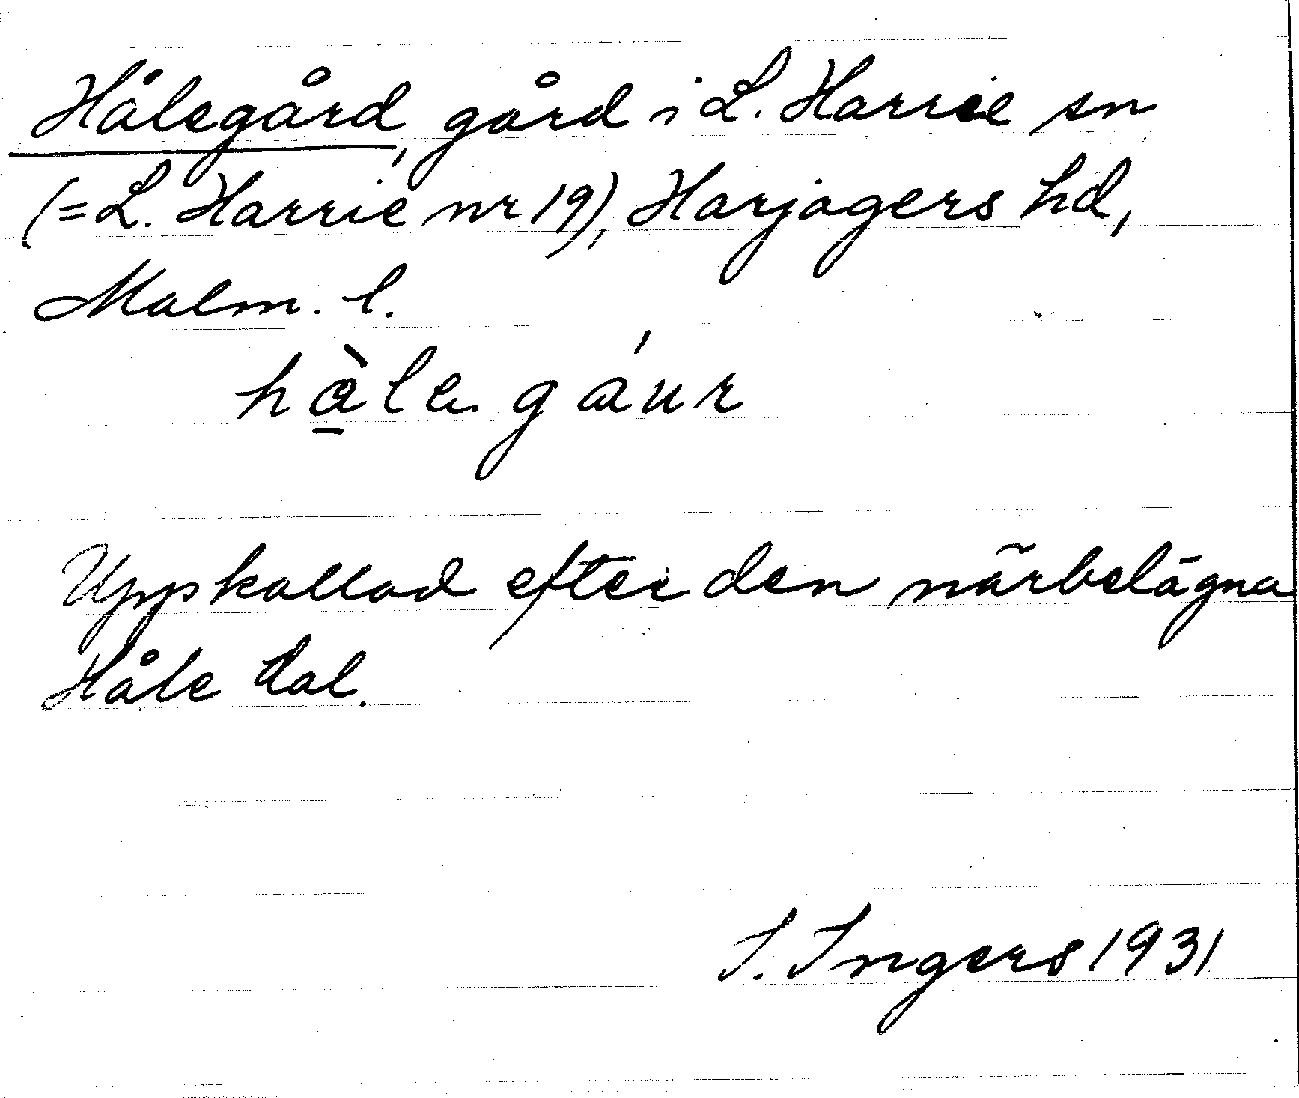 Hålegård, gård i L. Harrie sn
(=L. Harrie nr 19), Harjagers hd,
Malm. l.
hàla gáur
Uppkallad efter den närbelägna
Håle dal.
I. Ingers 1931